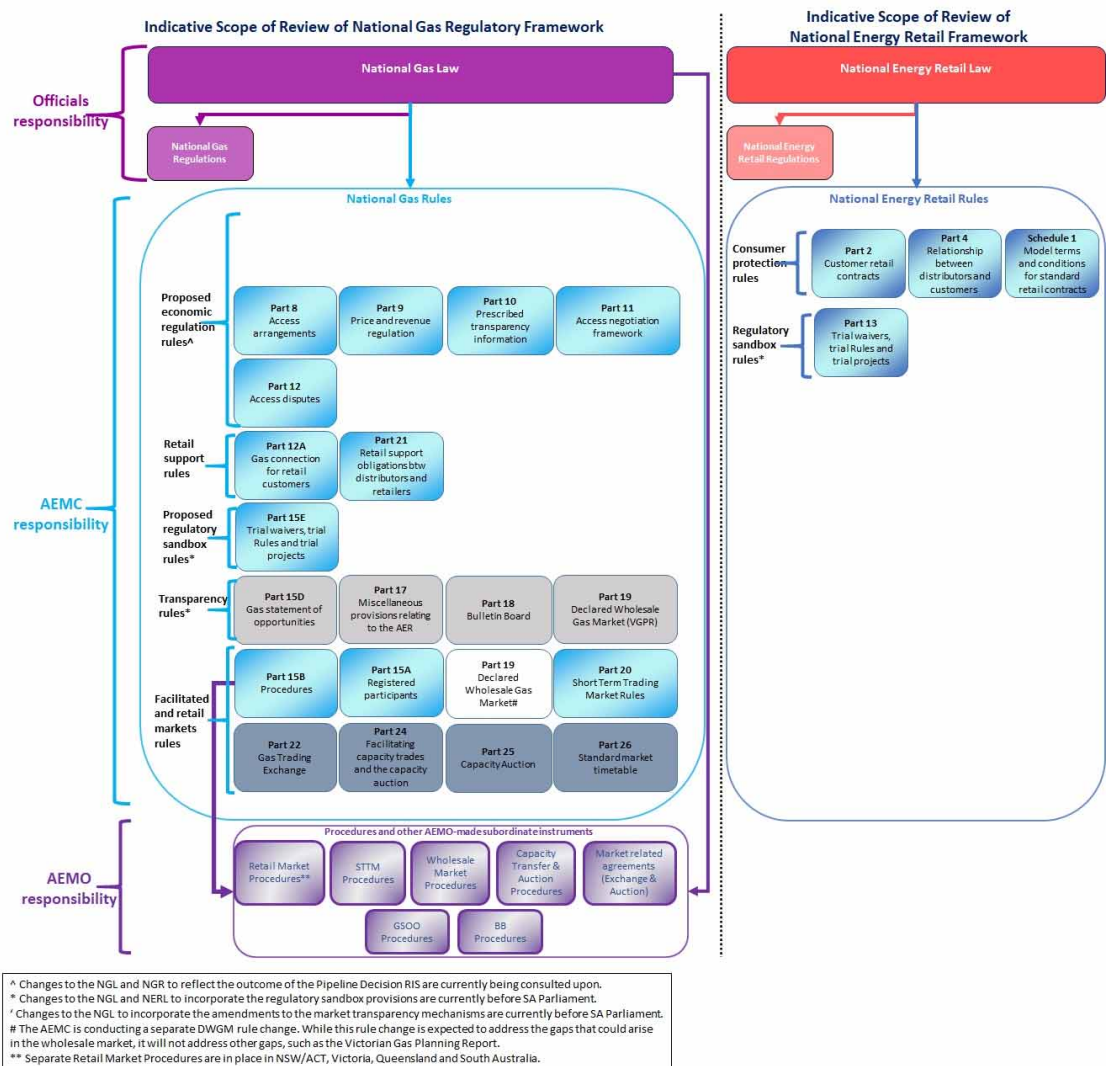 Indicative Scope of Review of National Gas Regulatory Framework
Indicative Scope of Review of
National Energy Retail Framework
Officials
responsibility
National Gas Law
National Energy Retail Law
National Gas
Regulations
National Energy
Retail Regulations
AEMC
responsibility
National Gas Rules
Proposed
economic
regulation
rules^
Part 8
Access
arrangements
Part 9
Price and revenue
regulation
Part 10
Prescribed
transparency
information
Part 11
Access negotiation
framework
Part 12
Access disputes
Retail
support
rules
Part 12A
Gas connection
for retail
customers
Part 21
Retail support
obligations btw
distributors and
retailers
Proposed
regulatory
sandbox
rules*
Part 15E
Trial waivers, trial
Rules and trial
projects
Transparency
rules*
Part 15D
Gas statement of
opportunities
Part 17
Miscellaneous
provisions relating
to the AER
Part 18
Bulletin Board
Part 19
Declared Wholesale
Gas Market (VGPR)
Facilitated
and retail
markets
rules
Part 15B
Procedures
Part 15A
Registered
participants
Part 19
Declared
Wholesale Gas
Market#
Part 20
Short Term Trading
Market Rules
Part 22
Gas Trading
Exchange
Part 24
Facilitating
capacity trades
and the capacity
auction
Part 25
Capacity Auction
Part 26
Standard market
timetable
National Energy Retail Rules
Consumer
protection
rules
Part 2
Customer retail
contracts
Part 4
Relationship
between
distributors and
customers
Schedule 1
Model terms
and conditions
for standard
retail contracts
Regulatory
sandbox
rules*
Part 13
Trial waivers,
trial Rules and
trial projects
AEMO
responsibility
Procedures and other AEMO-made subordinate instruments
Retail Market
Procedures**
STTM
Procedures
Wholesale
Market
Procedures
Capacity
Transfer &
Auction
Procedures
Market related
agreements
(Exchange &
Auction)
GSOO
Procedures
BB
Procedures
^ Changes to the NGL and NGR to reflect the outcome of the Pipeline Decision RIS are currently being consulted upon.
* Changes to the NGL and NERL to incorporate the regulatory sandbox provisions are currently before SA Parliament.
‘ Changes to the NGL to incorporate the amendments to the market transparency mechanisms are currently before SA Parliament.
# The AEMC is conducting a separate DWGM rule change. While this rule change is expected to address the gaps that could arise
in the wholesale market, it will not address other gaps, such as the Victorian Gas Planning Report.
** Separate Retail Market Procedures are in place in NSW/ACT, Victoria, Queensland and South Australia.